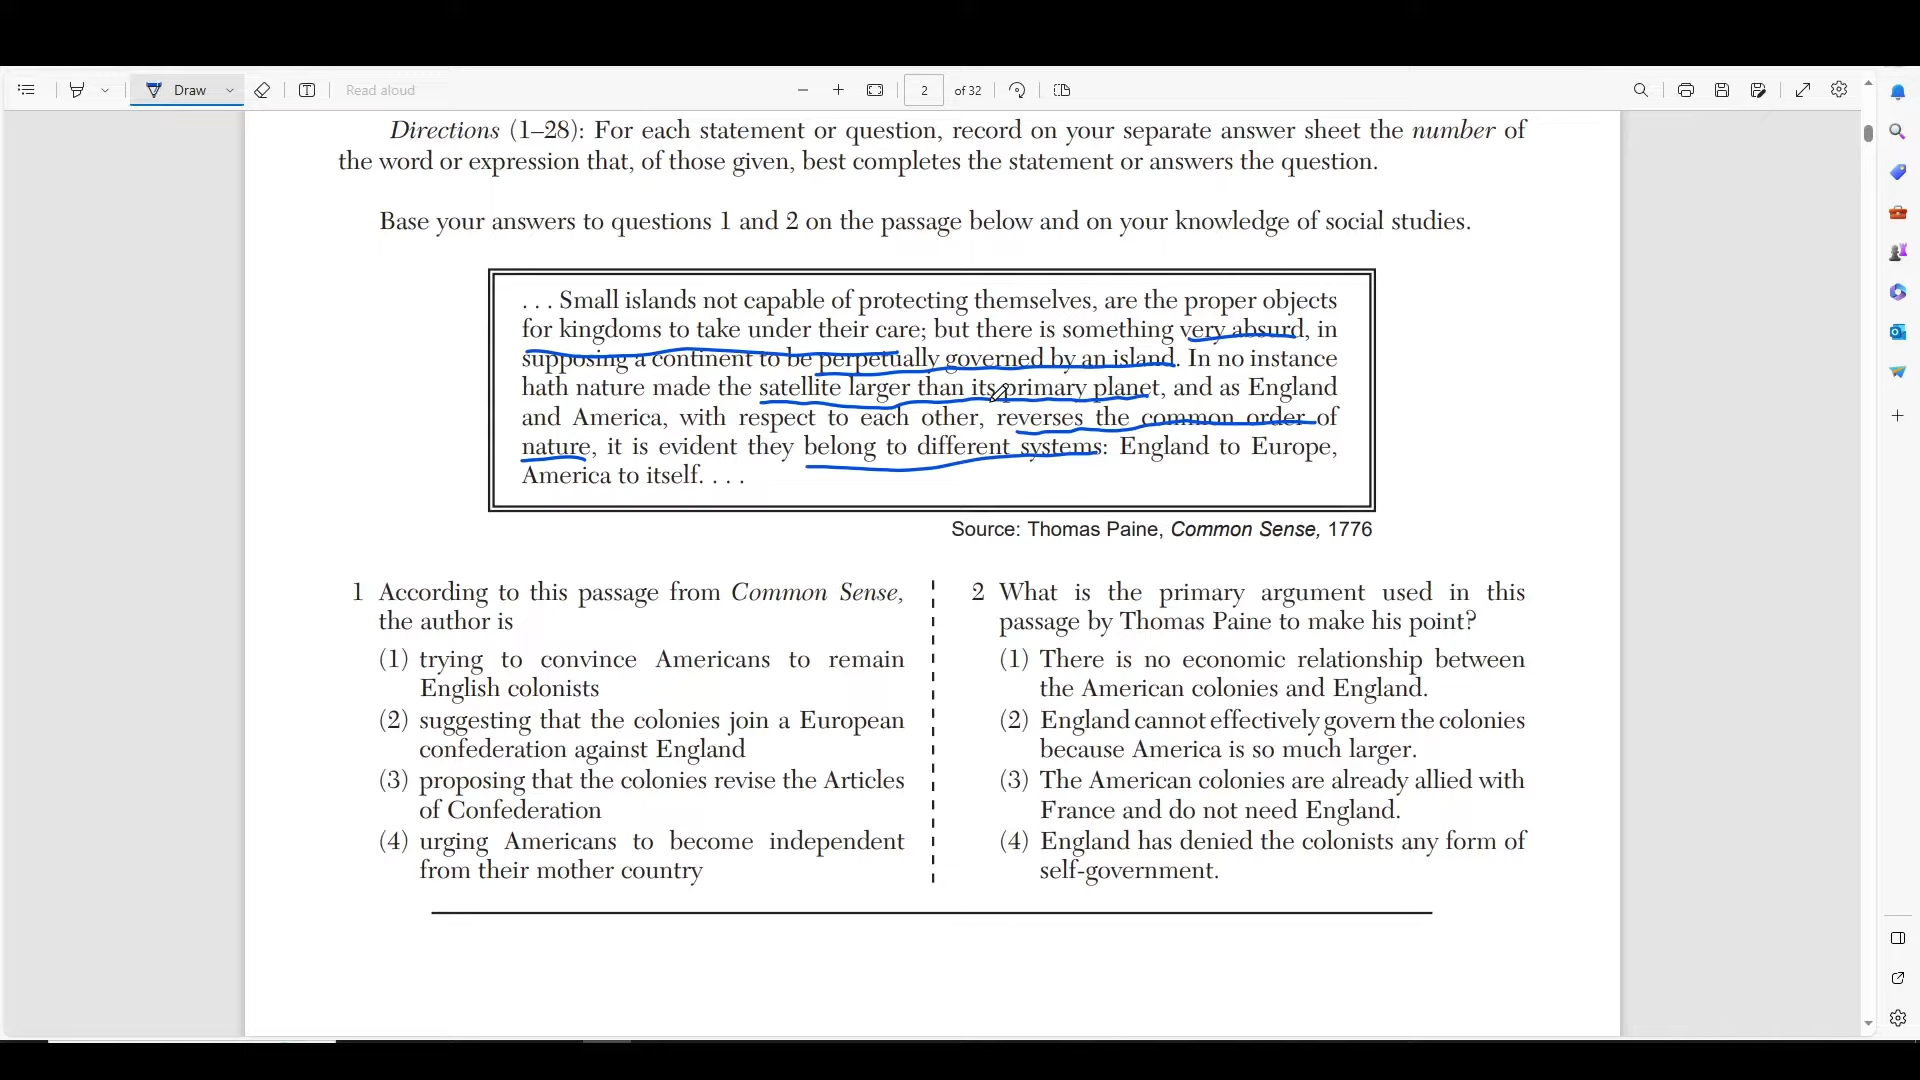 Draw
Read aloud
2
of 32
Directions (1–28): For each statement or question, record on your separate answer sheet the number of
the word or expression that, of those given, best completes the statement or answers the question.
Base your answers to questions 1 and 2 on the passage below and on your knowledge of social studies.
. . . Small islands not capable of protecting themselves, are the proper objects
for kingdoms to take under their care; but there is something very absurd, in
supposing a continent to be perpetually governed by an island. In no instance
hath nature made the satellite larger than its primary planet, and as England
and America, with respect to each other, reverses the common order of
nature, it is evident they belong to different systems: England to Europe,
America to itself. . . .
Source: Thomas Paine, Common Sense, 1776
1 According to this passage from Common Sense,
the author is
(1) trying to convince Americans to remain
English colonists
(2) suggesting that the colonies join a European
confederation against England
(3) proposing that the colonies revise the Articles
of Confederation
(4) urging Americans to become independent
from their mother country
2 What is the primary argument used in this
passage by Thomas Paine to make his point?
(1) There is no economic relationship between
the American colonies and England.
(2) England cannot effectively govern the colonies
because America is so much larger.
(3) The American colonies are already allied with
France and do not need England.
(4) England has denied the colonists any form of
self-government.